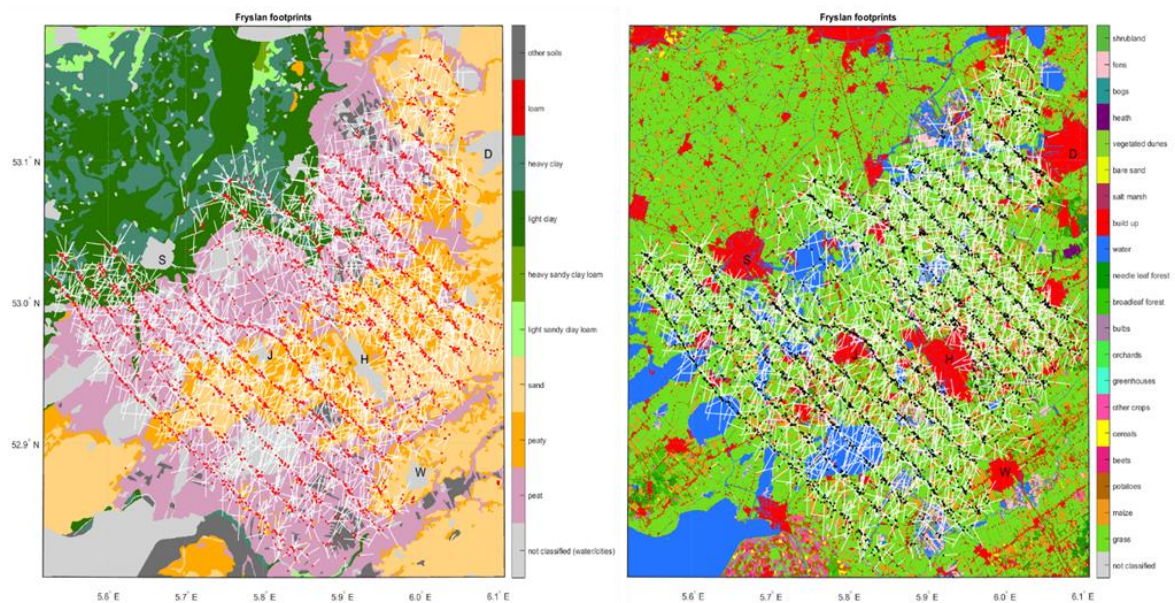 Fryslan footprints
53.1° N
53.0° N
52.9° N
5.6° E
5.7° E
5.8° E
5.9° E
6.0° E
6.1° E
D
S
J
H
W
other soils
loam
heavy clay
light clay
heavy sandy clay loam
light sandy clay loam
sand
peaty
peat
not classified (water/cities)
Fryslan footprints
5.6° E
5.7° E
5.8° E
5.9° E
6.0° E
6.1° E
D
S
J
H
W
shrubland
fens
bogs
heath
vegetated dunes
bare sand
salt marsh
build up
water
needle leaf forest
broadleaf forest
bulbs
orchards
greenhouses
other crops
cereals
beets
potatoes
maize
grass
not classified